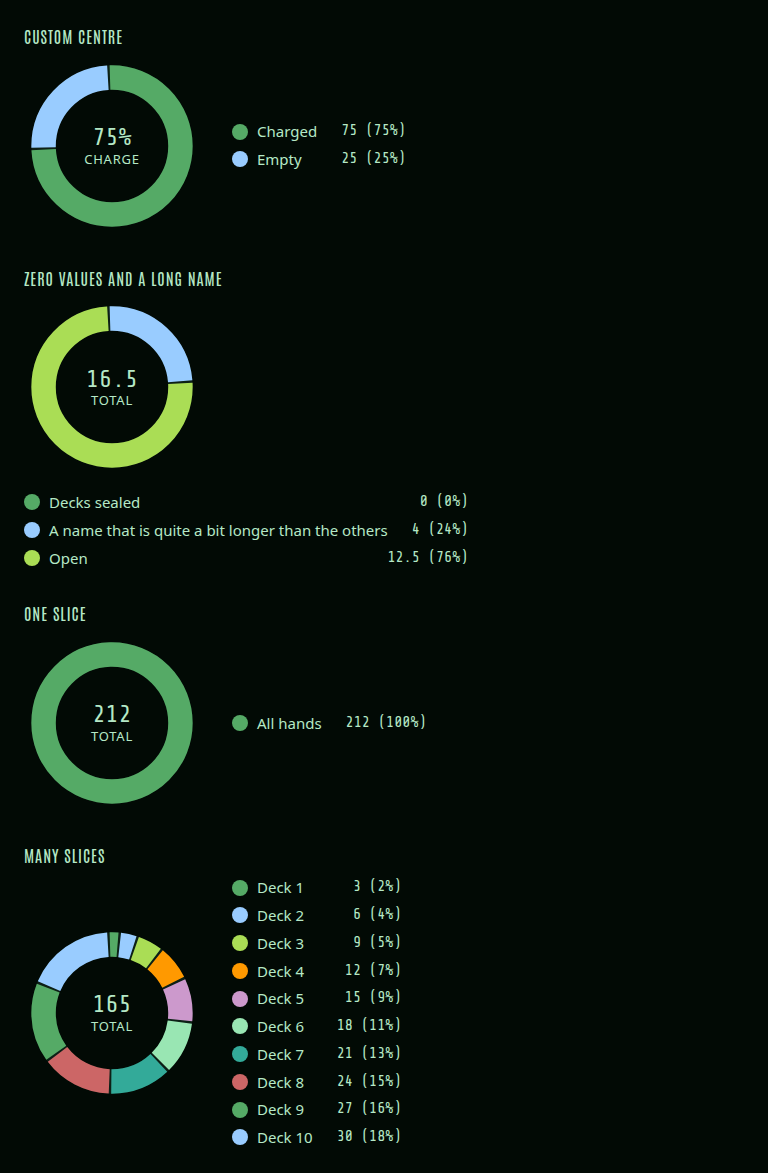 CUSTOM CENTRE
75%
CHARGE
Charged 75 (75%)
Empty 25 (25%)
ZERO VALUES AND A LONG NAME
16.5
TOTAL
Decks sealed 0 (0%)
A name that is quite a bit longer than the others 4 (24%)
Open 12.5 (76%)
ONE SLICE
212
TOTAL
All hands 212 (100%)
MANY SLICES
165
TOTAL
Deck 1 3 (2%)
Deck 2 6 (4%)
Deck 3 9 (5%)
Deck 4 12 (7%)
Deck 5 15 (9%)
Deck 6 18 (11%)
Deck 7 21 (13%)
Deck 8 24 (15%)
Deck 9 27 (16%)
Deck 10 30 (18%)